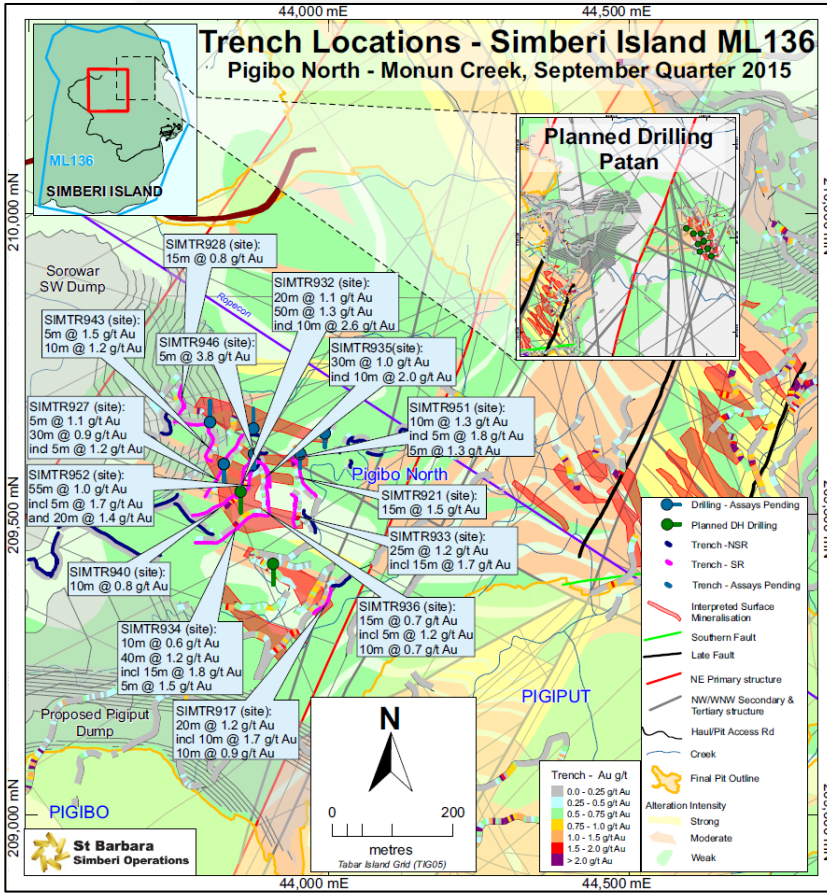 44,000 mE
44,500 mE
Trench Locations - Simberi Island ML136
Pigibo North - Monun Creek, September Quarter 2015
ML136
SIMBERI ISLAND
Planned Drilling
Patan
210,000 mN
Sorowar
SW Dump
Ropecon
SIMTR928 (site):
15m @ 0.8 g/t Au
SIMTR932 (site):
20m @ 1.1 g/t Au
50m @ 1.3 g/t Au
incl 10m @ 2.6 g/t Au
SIMTR943 (site):
5m @ 1.5 g/t Au
10m @ 1.2 g/t Au
SIMTR946 (site):
5m @ 3.8 g/t Au
SIMTR935(site):
30m @ 1.0 g/t Au
incl 10m @ 2.0 g/t Au
SIMTR927 (site):
5m @ 1.1 g/t Au
30m @ 0.9 g/t Au
incl 5m @ 1.2 g/t Au
SIMTR951 (site):
10m @ 1.3 g/t Au
incl 5m @ 1.8 g/t Au
5m @ 1.3 g/t Au
SIMTR952 (site):
55m @ 1.0 g/t Au
incl 5m @ 1.7 g/t Au
and 20m @ 1.4 g/t Au
Pigibo North
SIMTR921 (site):
15m @ 1.5 g/t Au
209,500 mN
SIMTR933 (site):
25m @ 1.2 g/t Au
incl 15m @ 1.7 g/t Au
SIMTR940 (site):
10m @ 0.8 g/t Au
SIMTR936 (site):
15m @ 0.7 g/t Au
incl 5m @ 1.2 g/t Au
10m @ 0.7 g/t Au
SIMTR934 (site):
10m @ 0.6 g/t Au
40m @ 1.2 g/t Au
incl 15m @ 1.8 g/t Au
5m @ 1.5 g/t Au
SIMTR917 (site):
20m @ 1.2 g/t Au
incl 10m @ 1.7 g/t Au
10m @ 0.9 g/t Au
Proposed Pigiput
Dump
PIGIPUT
PIGIBO
209,000 mN
Drilling - Assays Pending
Planned DH Drilling
Trench -NSR
Trench - SR
Trench - Assays Pending
Interpreted Surface
Mineralisation
Southern Fault
Late Fault
NE Primary structure
NW/WNW Secondary &
Tertiary structure
Haul/Pit Access Rd
Creek
Final Pit Outline
Alteration Intensity
Strong
Moderate
Weak
Trench - Au g/t
0.0 - 0.25 g/t Au
0.25 - 0.5 g/t Au
0.5 - 0.75 g/t Au
0.75 - 1.0 g/t Au
1.0 - 1.5 g/t Au
1.5 - 2.0 g/t Au
> 2.0 g/t Au
N
0
200
metres
Tabar Island Grid (TIG05)
St Barbara
Simberi Operations
44,000 mE
44,500 mE